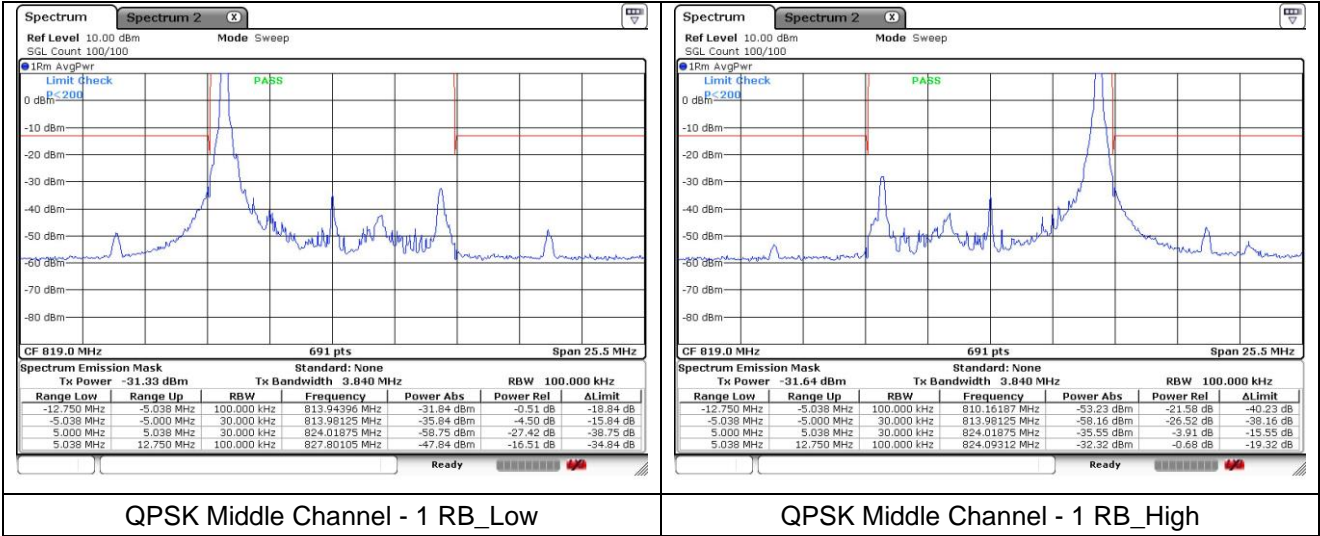 Spectrum Spectrum 2 X
Ref Level 10.00 dBm Mode Sweep
SGL Count 100/100
1Rm AvgPwr
Limit Check PASS
P<200
0 dBm
-10 dBm
-20 dBm
-30 dBm
-40 dBm
-50 dBm
-60 dBm
-70 dBm
-80 dBm
CF 819.0 MHz 691 pts Span 25.5 MHz
Spectrum Emission Mask Standard: None
Tx Power -31.33 dBm Tx Bandwidth 3.840 MHz RBW 100.000 kHz
Range Low Range Up RBW Frequency Power Abs Power Rel ΔLimit
-12.750 MHz -5.038 MHz 100.000 kHz 813.94396 MHz -31.84 dBm -0.51 dB -18.84 dB
-5.038 MHz -5.000 MHz 30.000 kHz 813.98125 MHz -35.84 dBm -4.50 dB -15.84 dB
5.000 MHz 5.038 MHz 30.000 kHz 824.01875 MHz -58.75 dBm -27.42 dB -38.75 dB
5.038 MHz 12.750 MHz 100.000 kHz 827.80105 MHz -47.84 dBm -16.51 dB -34.84 dB
Ready
QPSK Middle Channel - 1 RB_Low
Spectrum Spectrum 2 X
Ref Level 10.00 dBm Mode Sweep
SGL Count 100/100
1Rm AvgPwr
Limit Check PASS
P<200
0 dBm
-10 dBm
-20 dBm
-30 dBm
-40 dBm
-50 dBm
-60 dBm
-70 dBm
-80 dBm
CF 819.0 MHz 691 pts Span 25.5 MHz
Spectrum Emission Mask Standard: None
Tx Power -31.64 dBm Tx Bandwidth 3.840 MHz RBW 100.000 kHz
Range Low Range Up RBW Frequency Power Abs Power Rel ΔLimit
-12.750 MHz -5.038 MHz 100.000 kHz 810.16187 MHz -53.23 dBm -21.58 dB -40.23 dB
-5.038 MHz -5.000 MHz 30.000 kHz 813.98125 MHz -58.16 dBm -26.52 dB -38.16 dB
5.000 MHz 5.038 MHz 30.000 kHz 824.01875 MHz -35.55 dBm -3.91 dB -15.55 dB
5.038 MHz 12.750 MHz 100.000 kHz 824.09312 MHz -32.32 dBm -0.68 dB -19.32 dB
Ready
QPSK Middle Channel - 1 RB_High